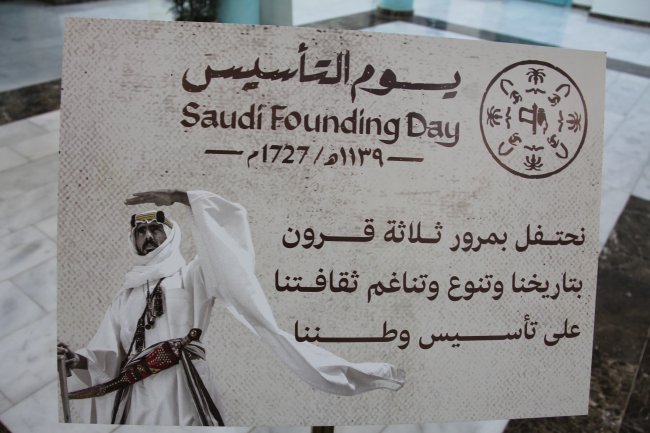 يوم التأسيس
Saudi Founding Day
١١٣٩هـ/ 1727م
نحتفل بمرور ثلاثة قرون
بتاريخنا وتنوع وتناغم ثقافتنا
على تأسيس وطننا